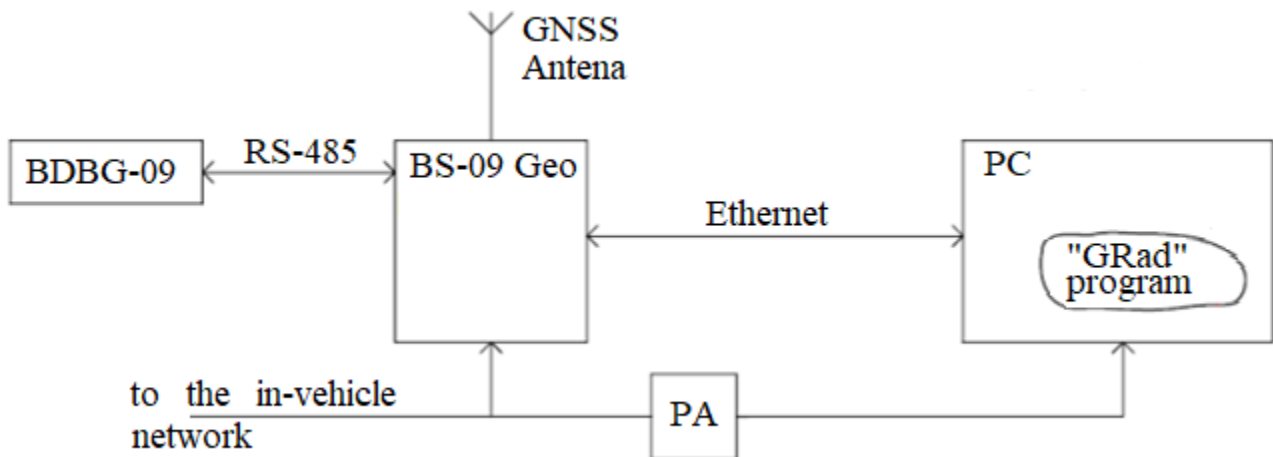 GNSS
Antena
BDBG-09
RS-485
BS-09 Geo
Ethernet
PC
"GRad"
program
to the in-vehicle
network
PA